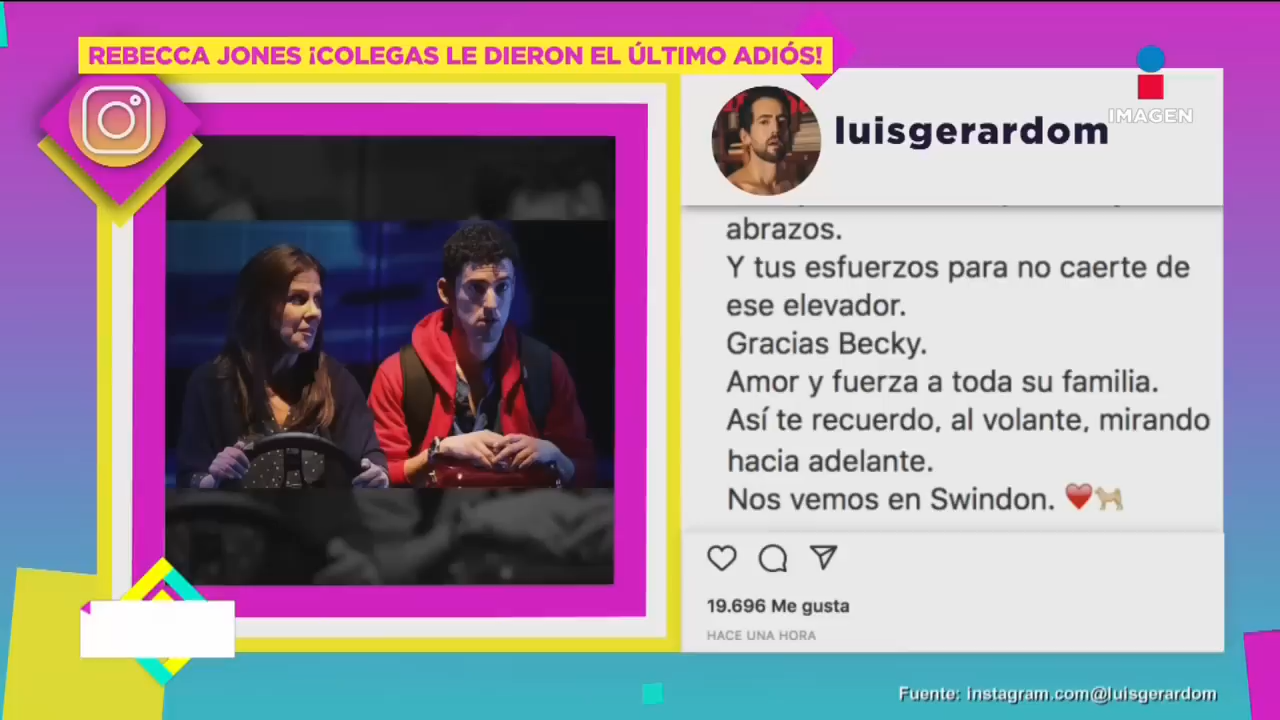 REBECCA JONES ¡COLEGAS LE DIERON EL ÚLTIMO ADIÓS!
IMAGEN
luisgerardom
abrazos.
Y tus esfuerzos para no caerte de
ese elevador.
Gracias Becky.
Amor y fuerza a toda su familia.
Así te recuerdo, al volante, mirando
hacia adelante.
Nos vemos en Swindon. ❤️🐕
19.696 Me gusta
HACE UNA HORA
Fuente: instagram.com@luisgerardom